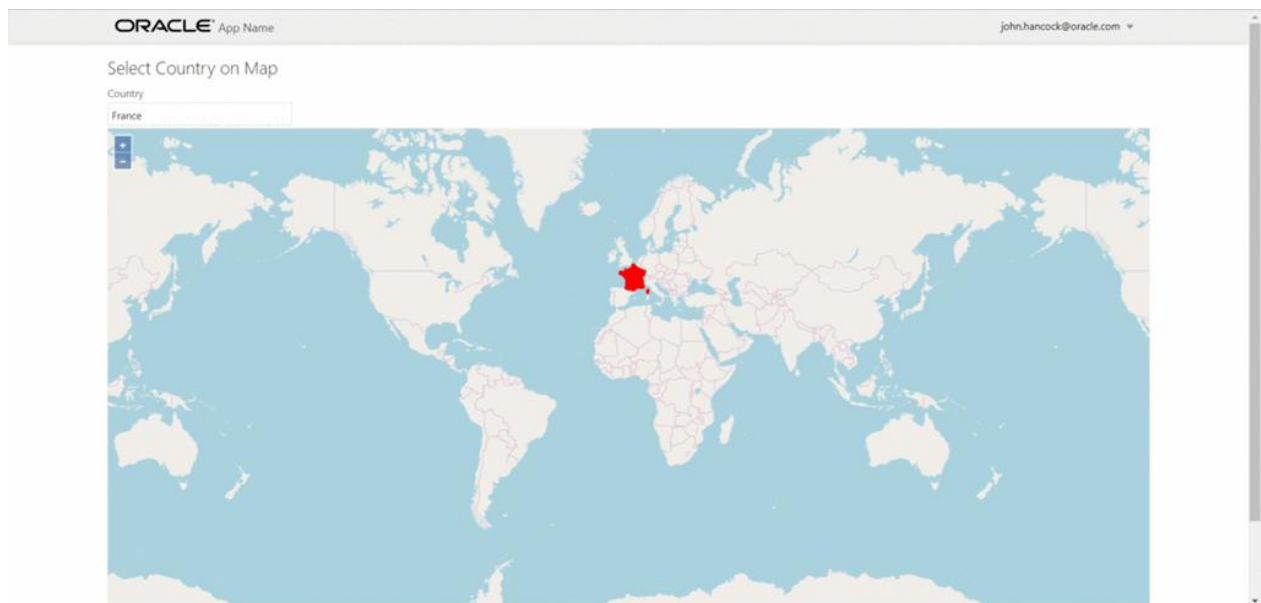 ORACLE App Name
john.hancock@oracle.com
Select Country on Map
Country
France
+
-